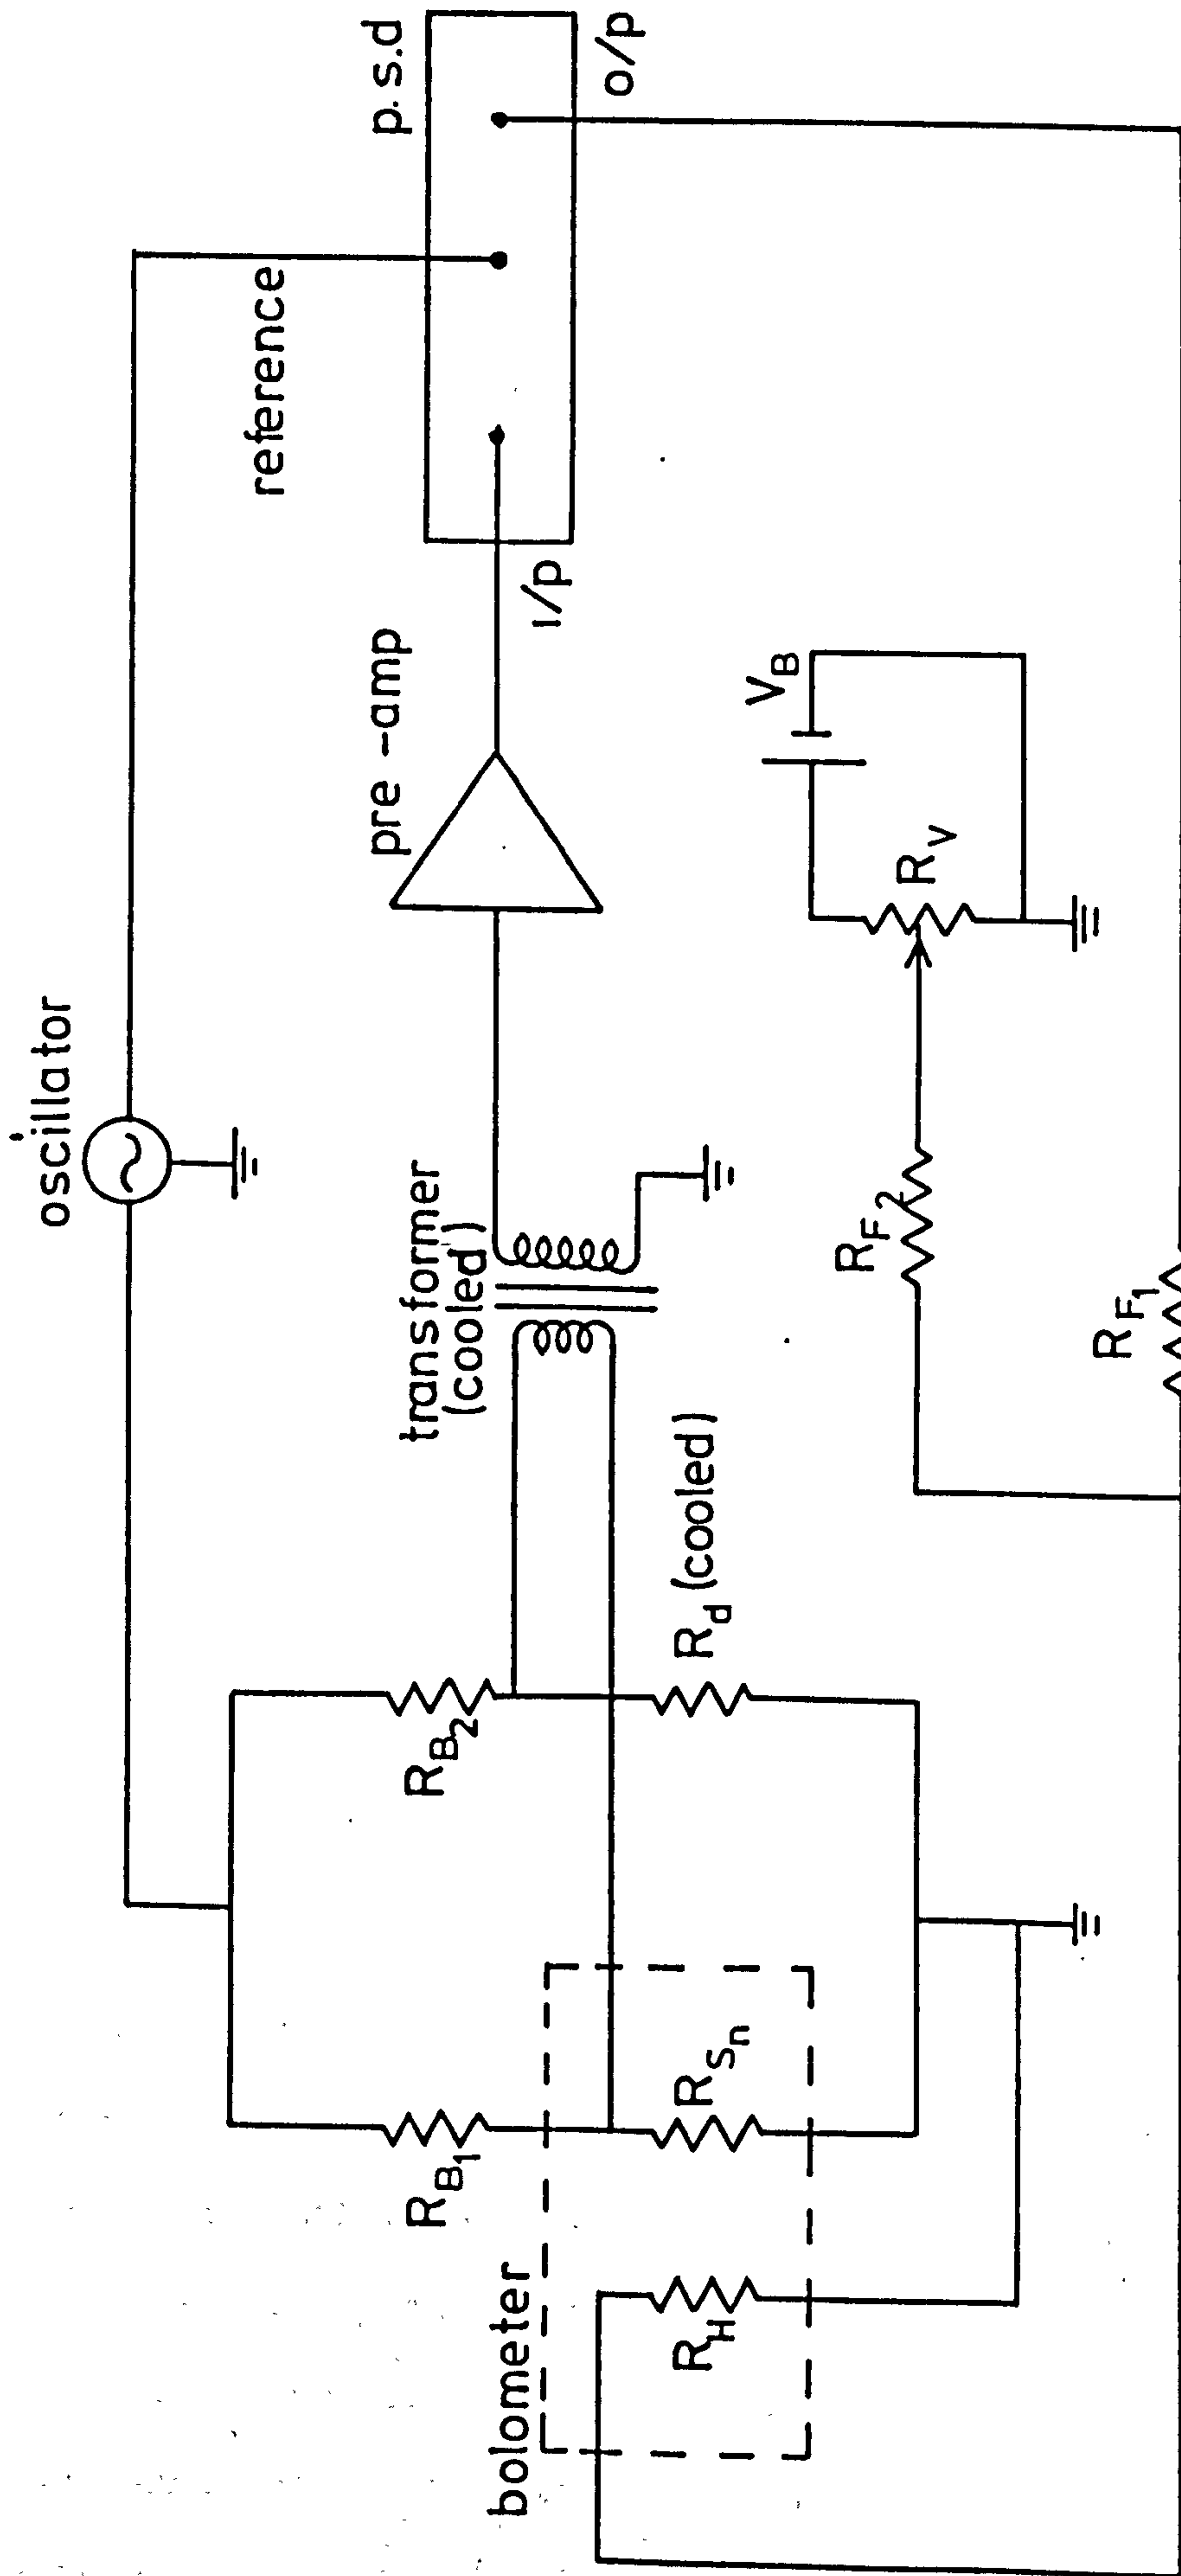 oscillator
reference
p.s.d
o/p
i/p
pre-amp
transformer
(cooled)
R_B2
R_B1
R_d (cooled)
R_Sn
bolometer
R_H
V_B
R_V
R_F2
R_F1